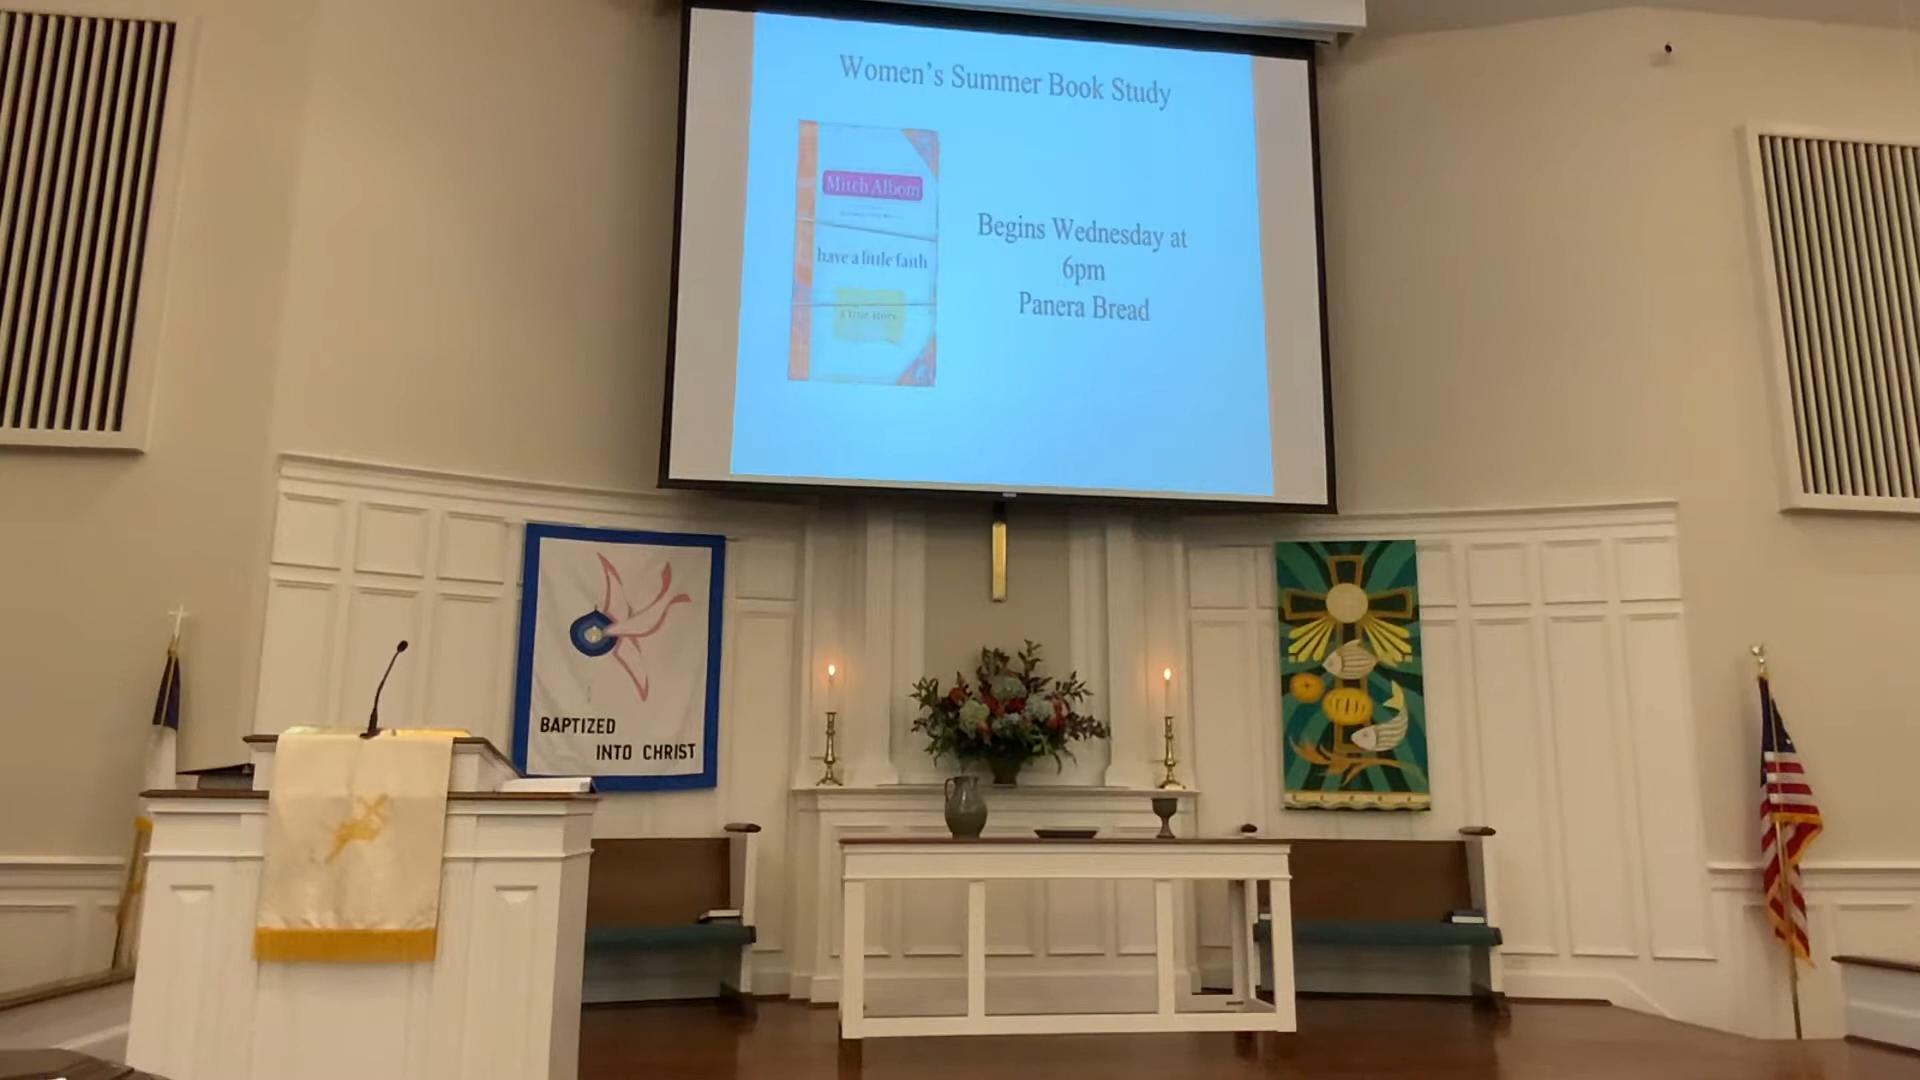 Women's Summer Book Study
Mitch Albom
have a little faith
a true story
Begins Wednesday at
6pm
Panera Bread
BAPTIZED
INTO CHRIST